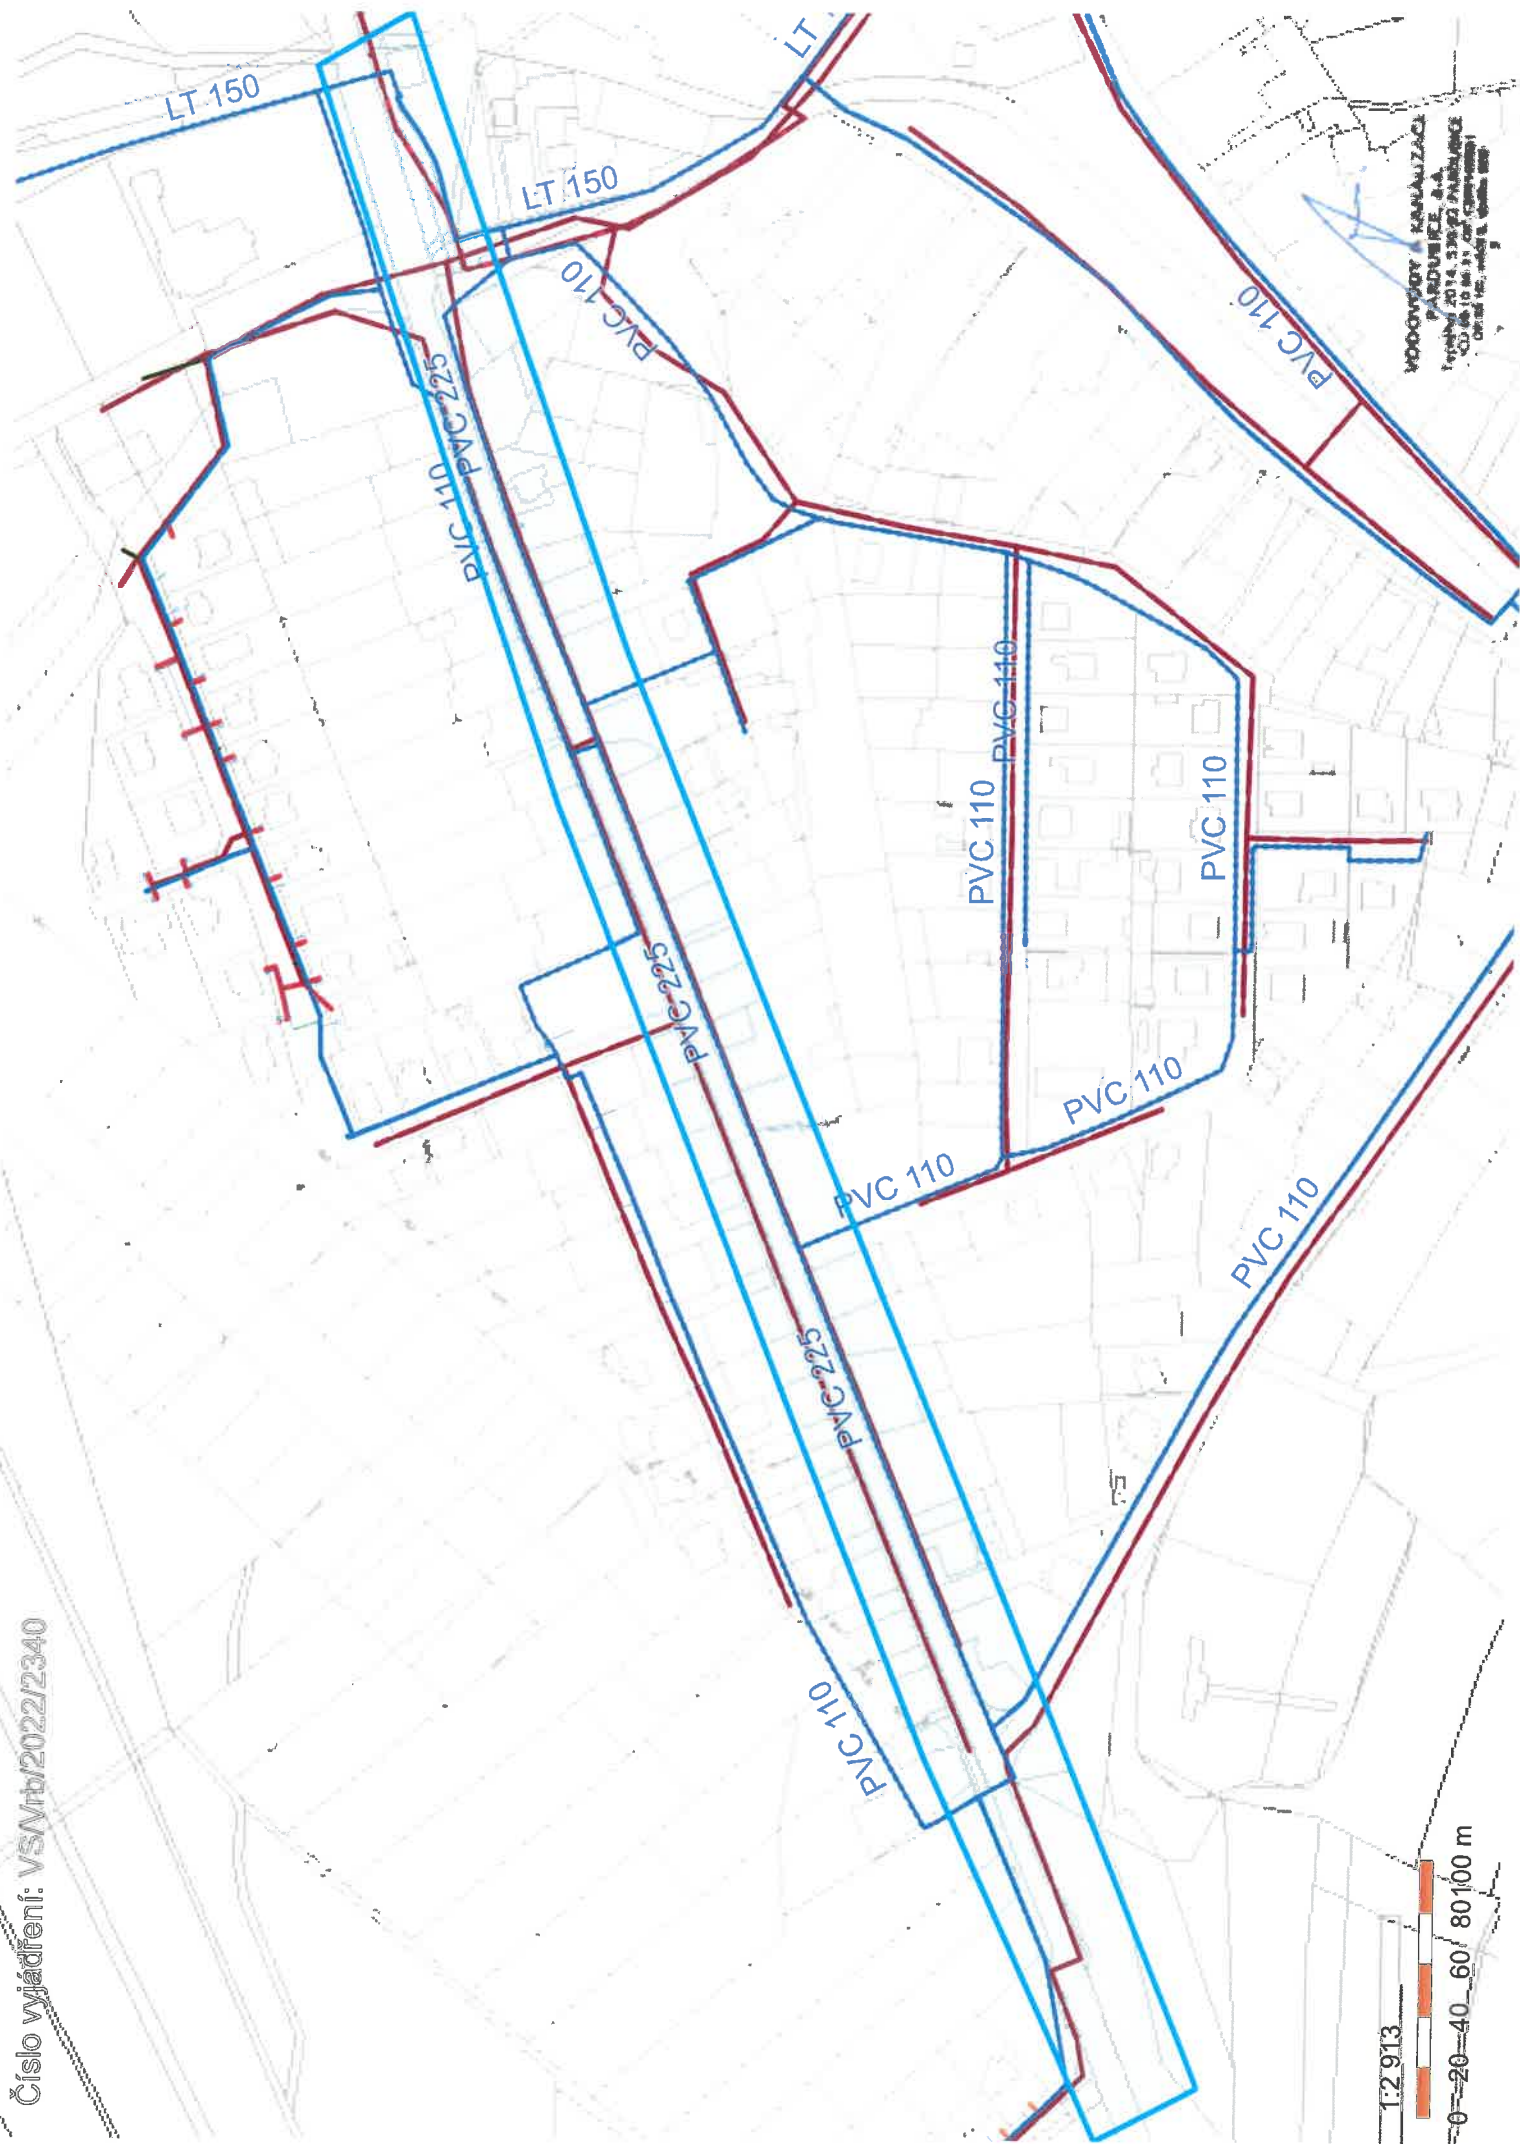 Číslo vyjádření: VS/Vrb/2022/2340
LT 150
LT
LT 150
PVC 110
PVC 225
PVC 110
PVC 110
PVC 110
PVC 110
PVC 225
PVC 110
PVC 110
PVC 110
PVC 225
PVC 110
PVC 110
VODOVODY A KANALIZACE
PARDUBICE, a.s.
1:2 913
0 20 40 60 80100 m